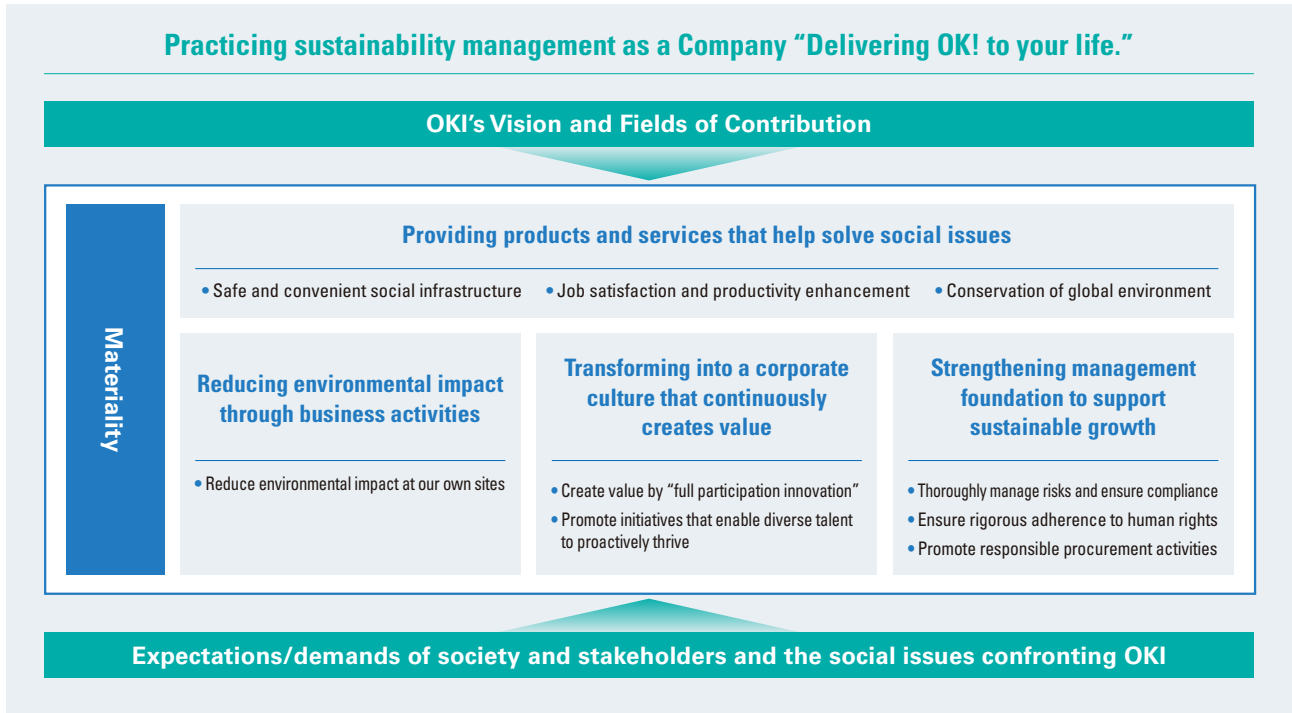 Practicing sustainability management as a Company “Delivering OK! to your life.”
OKI’s Vision and Fields of Contribution
Materiality
Providing products and services that help solve social issues
• Safe and convenient social infrastructure • Job satisfaction and productivity enhancement • Conservation of global environment
Reducing environmental impact
through business activities
• Reduce environmental impact at our own sites
Transforming into a corporate
culture that continuously
creates value
• Create value by “full participation innovation”
• Promote initiatives that enable diverse talent
to proactively thrive
Strengthening management
foundation to support
sustainable growth
• Thoroughly manage risks and ensure compliance
• Ensure rigorous adherence to human rights
• Promote responsible procurement activities
Expectations/demands of society and stakeholders and the social issues confronting OKI